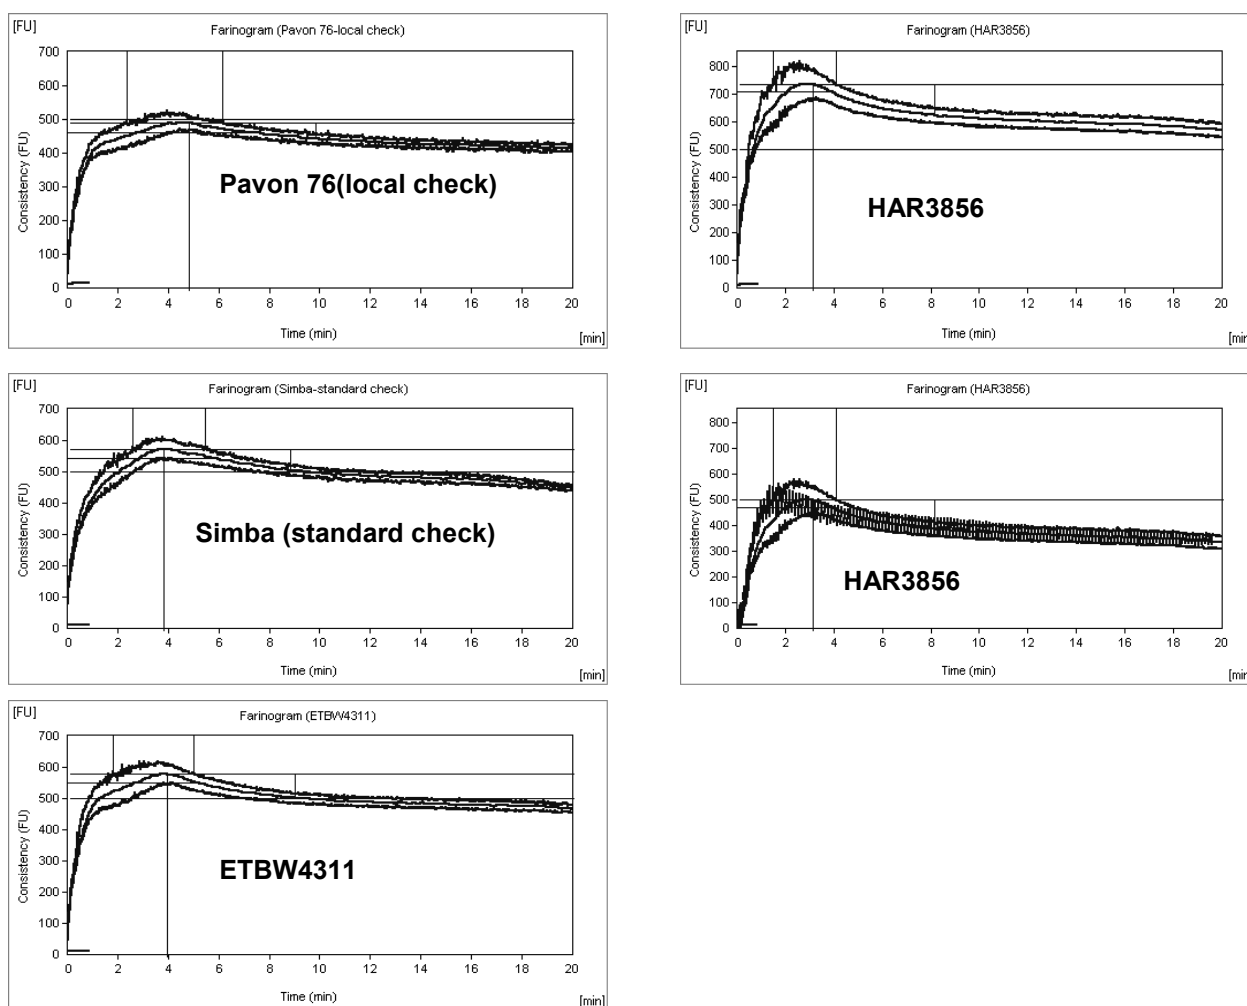 [FU]
Farinogram (Pavon 76-local check)
700
600
500
400
300
200
100
0
Consistency (FU)
Pavon 76(local check)
0 2 4 6 8 10 12 14 16 18 20
Time (min)
[min]
[FU]
Farinogram (HAR3856)
800
700
600
500
400
300
200
100
0
Consistency (FU)
HAR3856
0 2 4 6 8 10 12 14 16 18 20
Time (min)
[min
[FU]
Farinogram (Simba-standard check)
700
600
500
400
300
200
100
0
Consistency (FU)
Simba (standard check)
0 2 4 6 8 10 12 14 16 18 20
Time (min)
[min]
[FU]
Farinogram (HAR3856)
800
700
600
500
400
300
200
100
0
Consistency (FU)
HAR3856
0 2 4 6 8 10 12 14 16 18 20
Time (min)
[min
[FU]
Farinogram (ETBW4311)
700
600
500
400
300
200
100
0
Consistency (FU)
ETBW4311
0 2 4 6 8 10 12 14 16 18 20
Time (min)
[min]